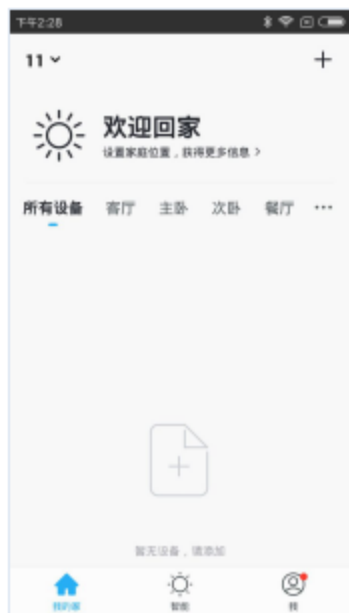 下午2:28
11
欢迎回家
设置家庭位置，获得更多信息 >
所有设备 客厅 主卧 次卧 餐厅 ···
暂无设备，请添加
我的家 智能 我